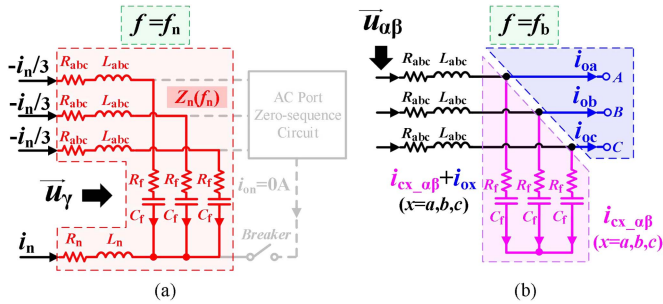 f=fn
-in/3
Rabc Labc
-in/3
Rabc Labc
Zn(fn)
-in/3
Rabc Labc
AC Port
Zero-sequence
Circuit
uγ
Rf Rf Rf
Cf Cf Cf
ion=0A
in
Rn Ln
Breaker
(a)
f=fb
uαβ
Rabc Labc
ioa A
Rabc Labc
iob B
Rabc Labc
ioc C
icx_αβ+iox
(x=a,b,c)
Rf Rf Rf
Cf Cf Cf
icx_αβ
(x=a,b,c)
(b)